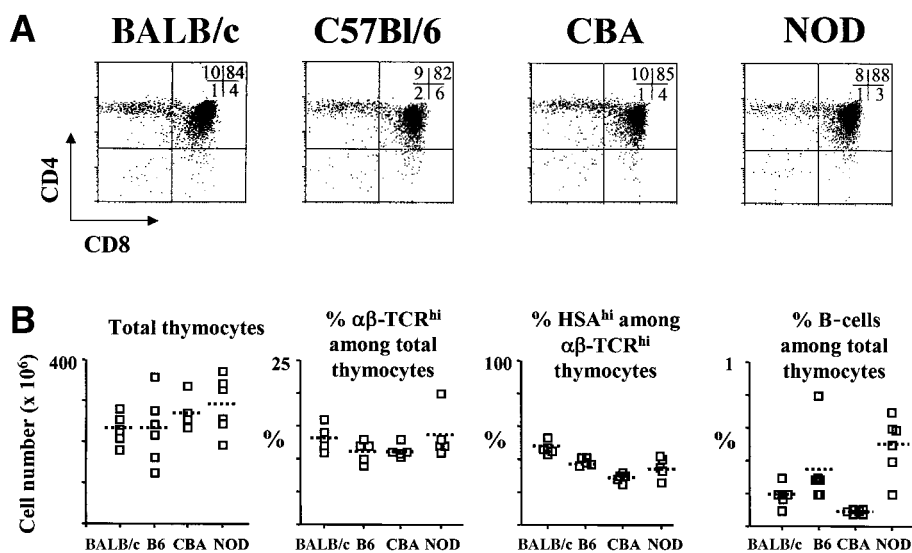 A
BALB/c C57Bl/6 CBA NOD
10 84
1 4
9 82
2 6
10 85
1 4
8 88
1 3
CD4
CD8
B
Total thymocytes
400
Cell number (x 10⁶)
BALB/c B6 CBA NOD
% αβ-TCRʰⁱ
among total
thymocytes
25
%
BALB/c B6 CBA NOD
% HSAʰⁱ among
αβ-TCRʰⁱ
thymocytes
100
%
BALB/c B6 CBA NOD
% B-cells
among total
thymocytes
1
%
BALB/c B6 CBA NOD